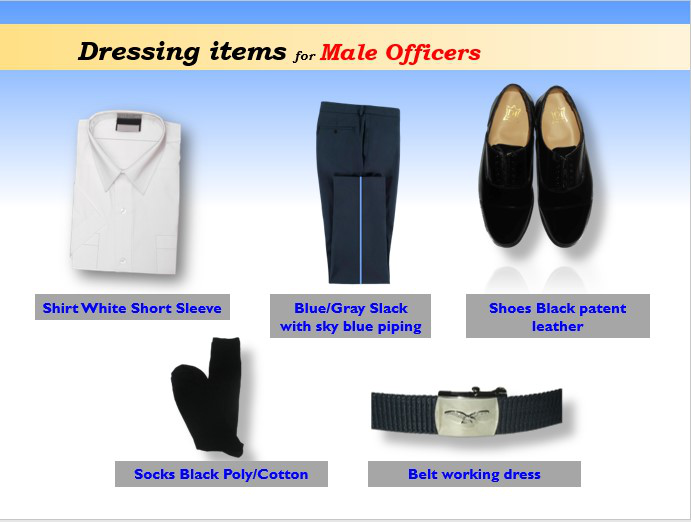 Dressing items for Male Officers
Shirt White Short Sleeve
Blue/Gray Slack
with sky blue piping
Shoes Black patent
leather
Socks Black Poly/Cotton
Belt working dress